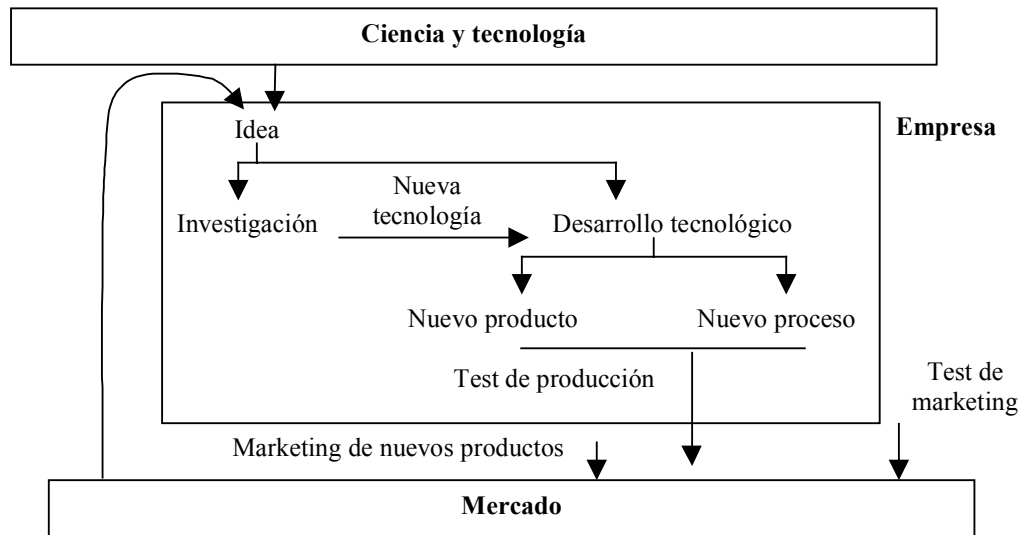 Ciencia y tecnología
Idea
Empresa
Nueva
tecnología
Investigación
Desarrollo tecnológico
Nuevo producto
Nuevo proceso
Test de producción
Test de
marketing
Marketing de nuevos productos
Mercado